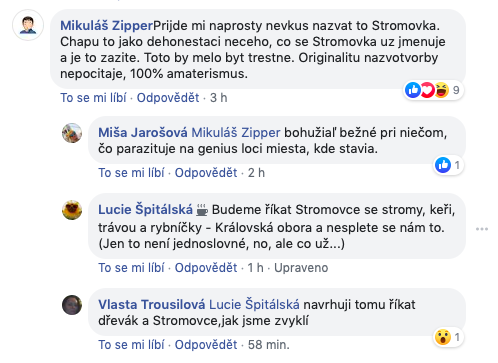 Mikuláš Zipper Prijde mi naprosty nevkus nazvat to Stromovka.
Chapu to jako dehonestaci neceho, co se Stromovka uz jmenuje
a je to zazite. Toto by melo byt trestne. Originalitu nazvotvorby
nepocitaje, 100% amaterismus.
9
To se mi líbí · Odpovědět · 3 h
Miša Jarošová Mikuláš Zipper bohužiaľ bežné pri niečom,
čo parazituje na genius loci miesta, kde stavia.
1
To se mi líbí · Odpovědět · 2 h
Lucie Špitálská ☕ Budeme říkat Stromovce se stromy, keři,
trávou a rybníčky - Královská obora a nesplete se nám to.
(Jen to není jednoslovné, no, ale co už...)
To se mi líbí · Odpovědět · 1 h · Upraveno
Vlasta Trousilová Lucie Špitálská navrhuji tomu říkat
dřevák a Stromovce,jak jsme zvyklí
1
To se mi líbí · Odpovědět · 58 min.